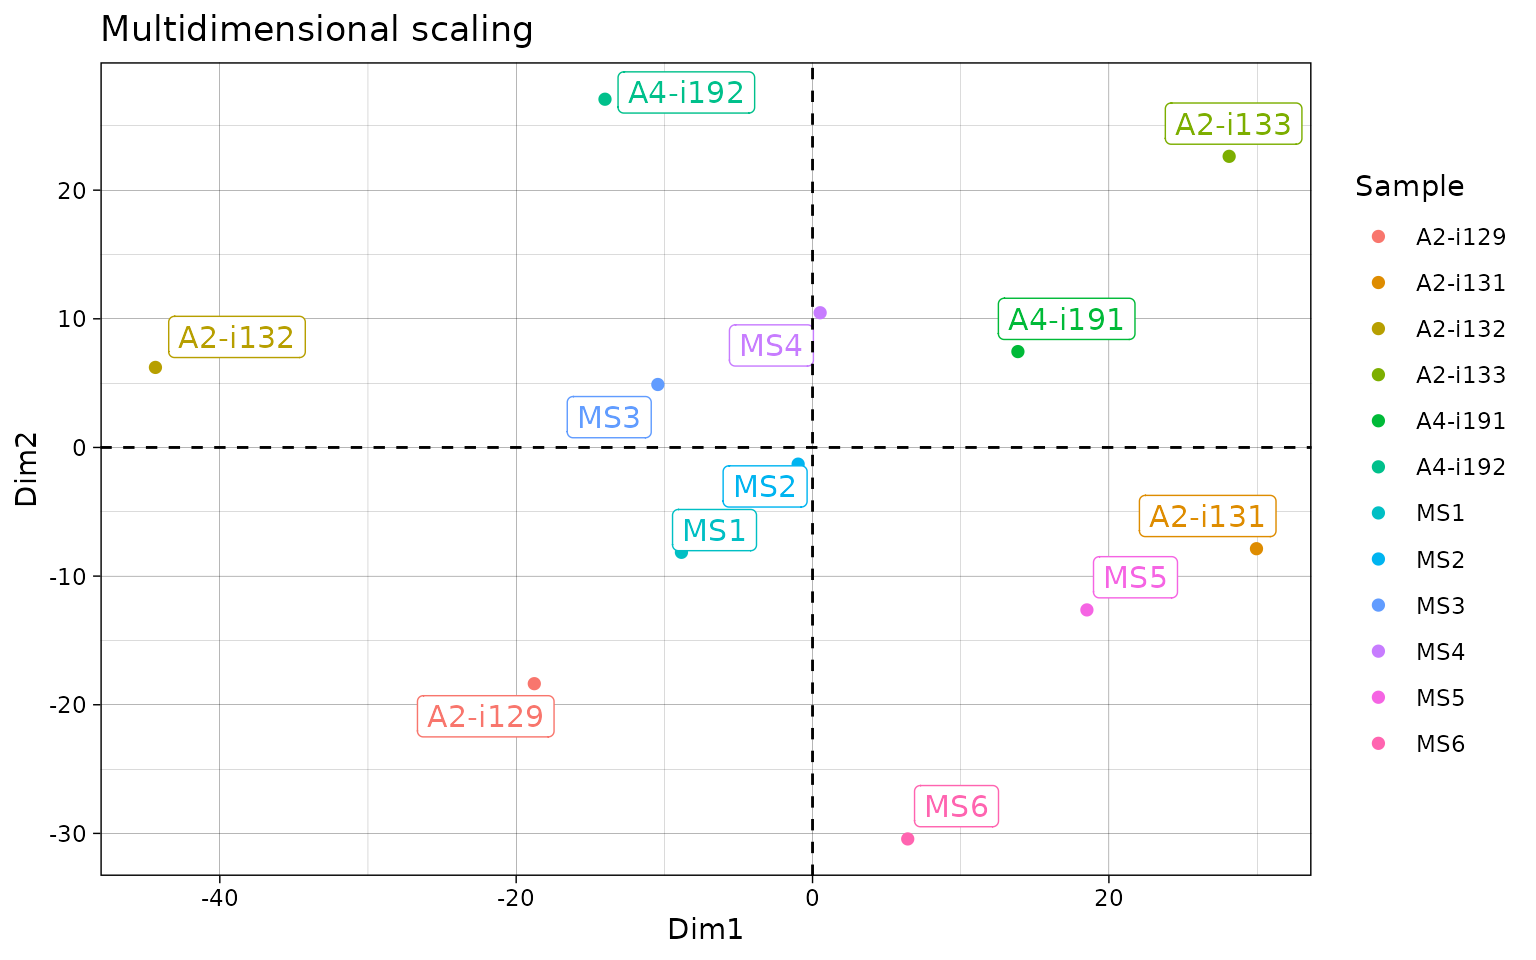 Multidimensional scaling
A4-i192
A2-i133
A2-i132
MS4
A4-i191
MS3
MS2
MS1
A2-i131
MS5
A2-i129
MS6
20
10
0
-10
-20
-30
Dim2
-40
-20
0
20
Dim1
Sample
A2-i129
A2-i131
A2-i132
A2-i133
A4-i191
A4-i192
MS1
MS2
MS3
MS4
MS5
MS6